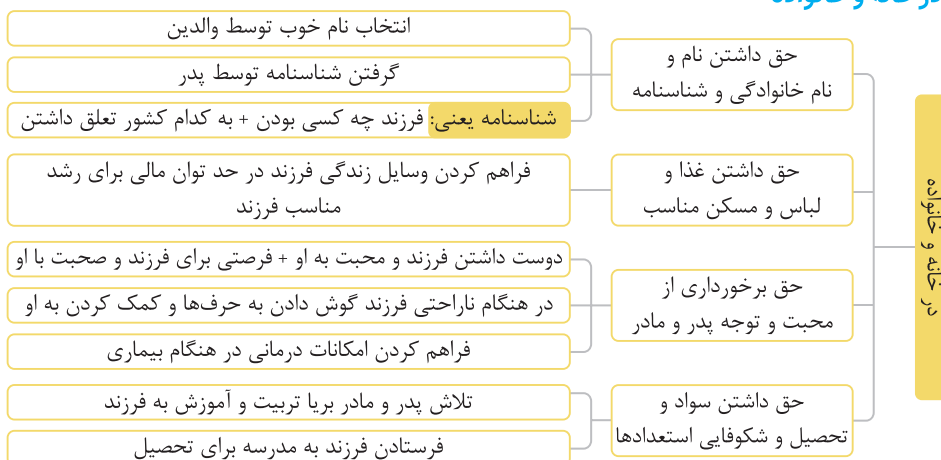 در خانه و خانواده
در خانه و خانواده
حق داشتن نام و
نام خانوادگی و شناسنامه
انتخاب نام خوب توسط والدین
گرفتن شناسنامه توسط پدر
شناسنامه یعنی: فرزند چه کسی بودن + به کدام کشور تعلق داشتن
حق داشتن غذا و
لباس و مسکن مناسب
فراهم کردن وسایل زندگی فرزند در حد توان مالی برای رشد
مناسب فرزند
حق برخورداری از
محبت و توجه پدر و مادر
دوست داشتن فرزند و محبت به او + فرصتی برای فرزند و صحبت با او
در هنگام ناراحتی فرزند گوش دادن به حرف‌ها و کمک کردن به او
فراهم کردن امکانات درمانی در هنگام بیماری
حق داشتن سواد و
تحصیل و شکوفایی استعدادها
تلاش پدر و مادر بریا تربیت و آموزش به فرزند
فرستادن فرزند به مدرسه برای تحصیل